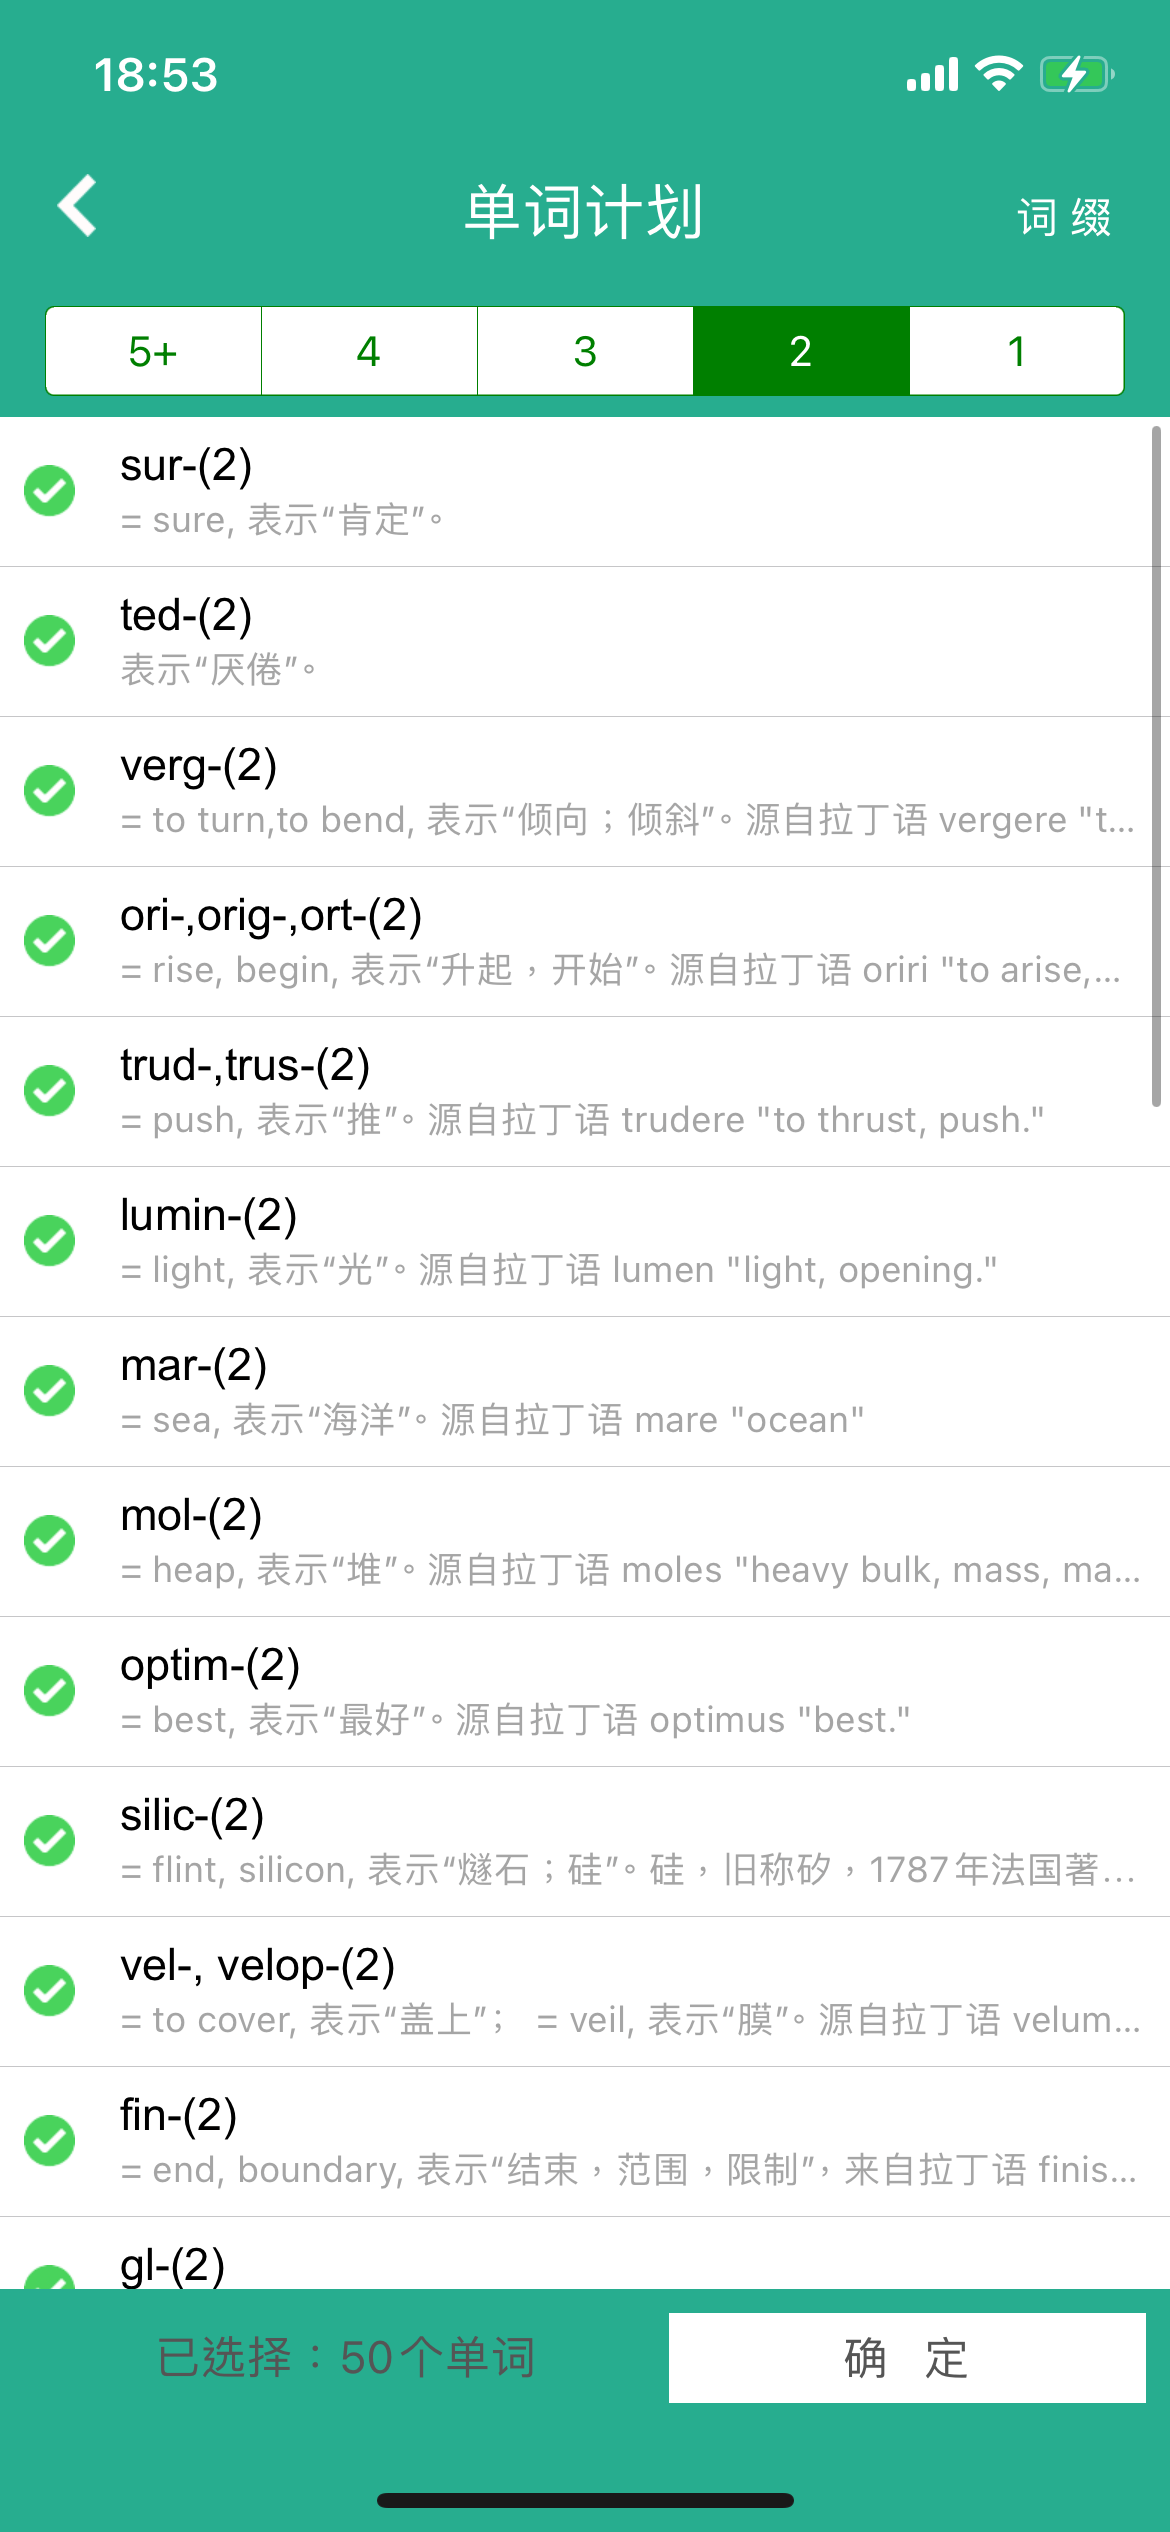 18:53
单词计划
词 缀
5+ 4 3 2 1
sur-(2)
= sure, 表示“肯定”。
ted-(2)
表示“厌倦”。
verg-(2)
= to turn,to bend, 表示“倾向；倾斜”。源自拉丁语 vergere "t...
ori-,orig-,ort-(2)
= rise, begin, 表示“升起，开始”。源自拉丁语 oriri "to arise,...
trud-,trus-(2)
= push, 表示“推”。源自拉丁语 trudere "to thrust, push."
lumin-(2)
= light, 表示“光”。源自拉丁语 lumen "light, opening."
mar-(2)
= sea, 表示“海洋”。源自拉丁语 mare "ocean"
mol-(2)
= heap, 表示“堆”。源自拉丁语 moles "heavy bulk, mass, ma...
optim-(2)
= best, 表示“最好”。源自拉丁语 optimus "best."
silic-(2)
= flint, silicon, 表示“燧石；硅”。硅，旧称矽，1787年法国著...
vel-, velop-(2)
= to cover, 表示“盖上”； = veil, 表示“膜”。源自拉丁语 velum...
fin-(2)
= end, boundary, 表示“结束，范围，限制”，来自拉丁语 finis...
gl-(2)
已选择：50个单词
确 定